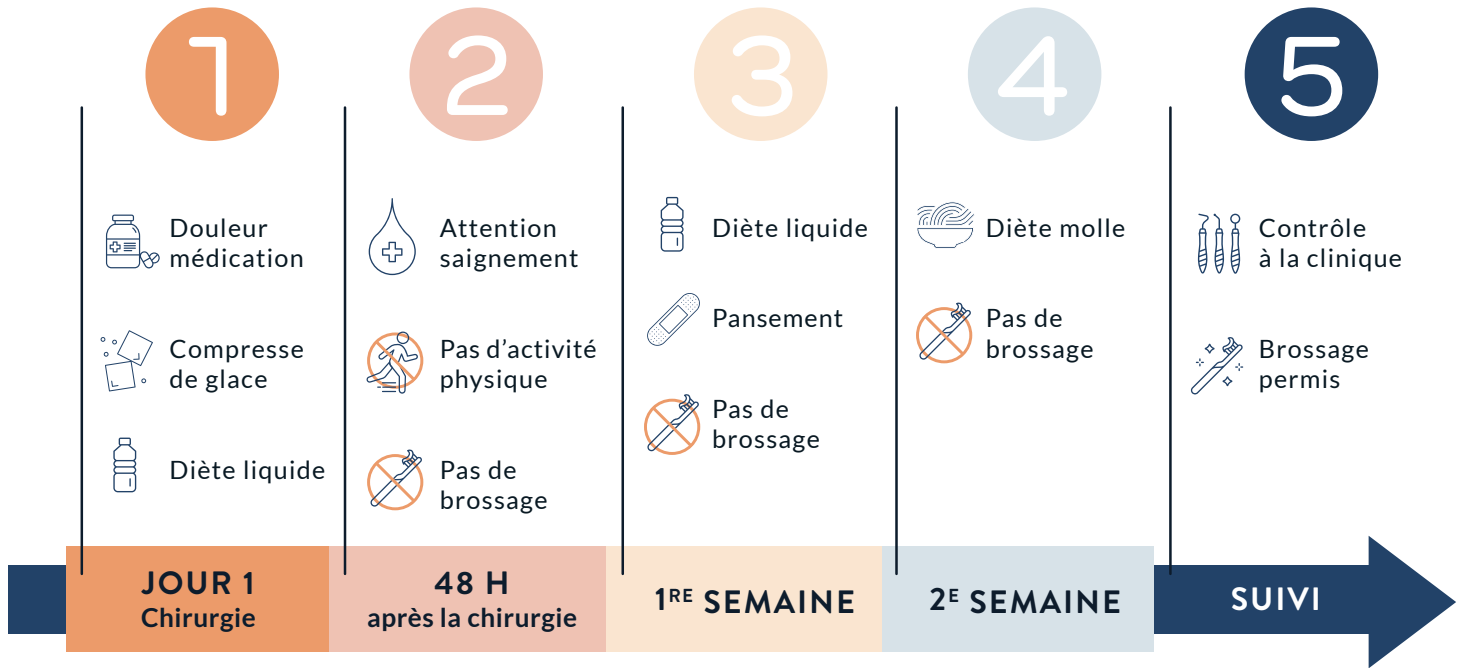 1
Douleur
médication
Compresse
de glace
Diète liquide
JOUR 1
Chirurgie
2
Attention
saignement
Pas d’activité
physique
Pas de
brossage
48 H
après la chirurgie
3
Diète liquide
Pansement
Pas de
brossage
1RE SEMAINE
4
Diète molle
Pas de
brossage
2E SEMAINE
5
Contrôle
à la clinique
Brossage
permis
SUIVI